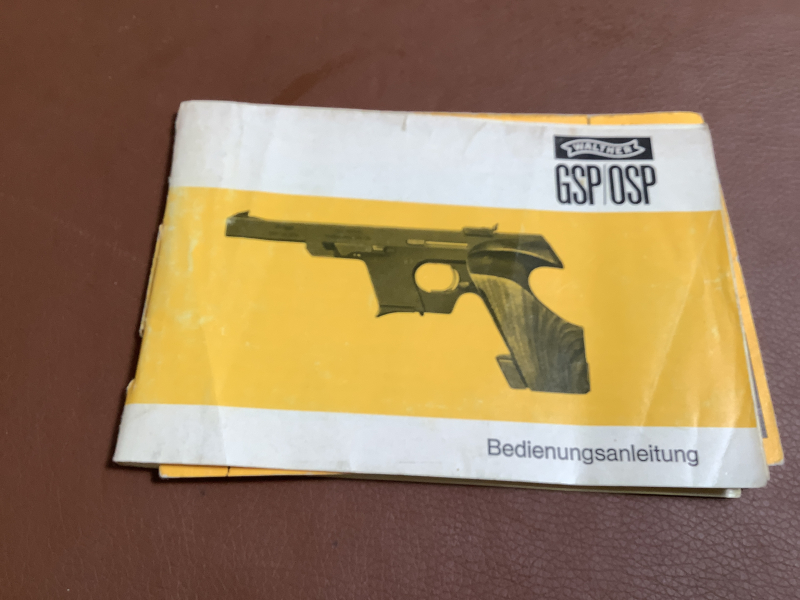 WALTHER
GSP/OSP
Bedienungsanleitung